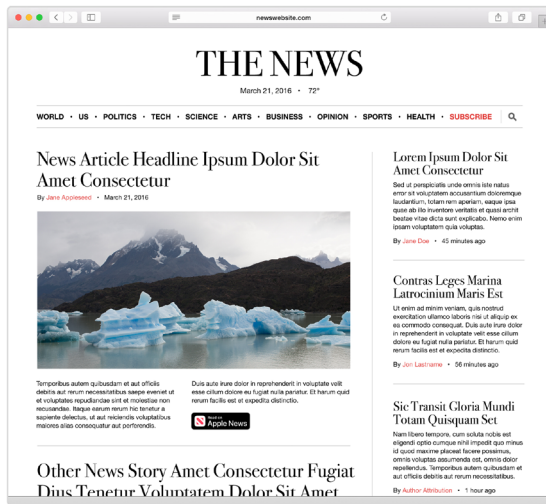 newswebsite.com
THE NEWS
March 21, 2016 • 72°
WORLD • US • POLITICS • TECH • SCIENCE • ARTS • BUSINESS • OPINION • SPORTS • HEALTH • SUBSCRIBE
News Article Headline Ipsum Dolor Sit
Amet Consectetur
By Jane Appleseed • March 21, 2016
Temporibus autem quibusdam et aut officiis
debitis aut rerum necessitatibus saepe eveniet ut
et voluptates repudiandae sint et molestiae non
recusandas. Itaque earum rerum hic tenetur a
sapiente delectus, ut aut reiciendis voluptatibus
maiores alias consequatur aut perferendis.
Duis aute irure dolor in reprehenderit in voluptate velit
esse cillum dolore eu fugiat nulla pariatur. Et harum quid
rerum facilis est et expedita distinctio.
Read on
Apple News
Other News Story Amet Consectetur Fugiat
Dius Tenetur Voluptatem Dolor Sit Amet
Lorem Ipsum Dolor Sit
Amet Consectetur
Sed ut perspiciatis unde omnis iste natus
error sit voluptatem accusantium doloremque
laudantium, totam rem aperiam, eaque ipsa
quae ab illo inventore veritatis et quasi archit
beatae vitae dicta sunt explicabo. Nemo enim
ipsam voluptatem quia voluptas.
By Jane Doe • 45 minutes ago
Contras Leges Marina
Latrocinium Maris Est
Ut enim ad minim veniam, quis nostrud
exercitation ullamco laboris nisi ut aliquip ex
ea commodo consequat. Duis aute irure dolor
in reprehenderit in voluptate velit esse cillum
dolore eu fugiat nulla pariatur. Et harum quid
rerum facilis est et expedita distinctio.
By Jon Lastname • 56 minutes ago
Sic Transit Gloria Mundi
Totam Quisquam Set
Nam libero tempore, cum soluta nobis est
eligendi optio cumque nihil impedit quo minus
id quod maxime placeat facere possimus,
omnis voluptas assumenda est, omnis dolor
repellendus. Temporibus autem quibusdam et
aut officiis debitis aut rerum necessitatibus.
By Author Attribution • 1 hour ago